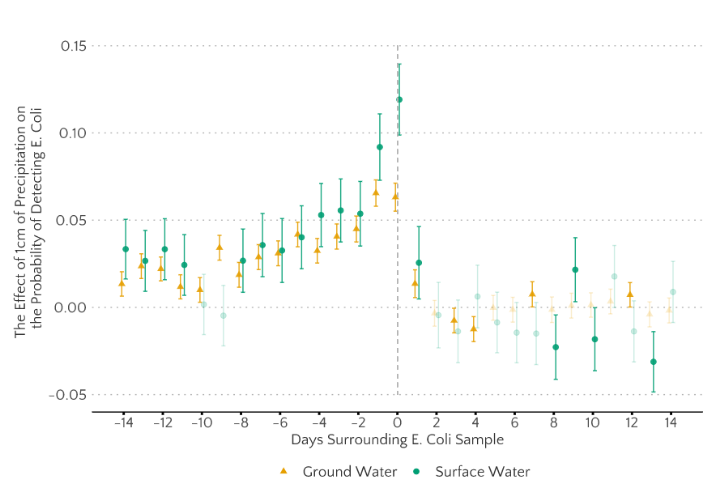 The Effect of 1cm of Precipitation on
the Probability of Detecting E. Coli
0.15
0.10
0.05
0.00
-0.05
-14 -12 -10 -8 -6 -4 -2 0 2 4 6 8 10 12 14
Days Surrounding E. Coli Sample
Ground Water Surface Water